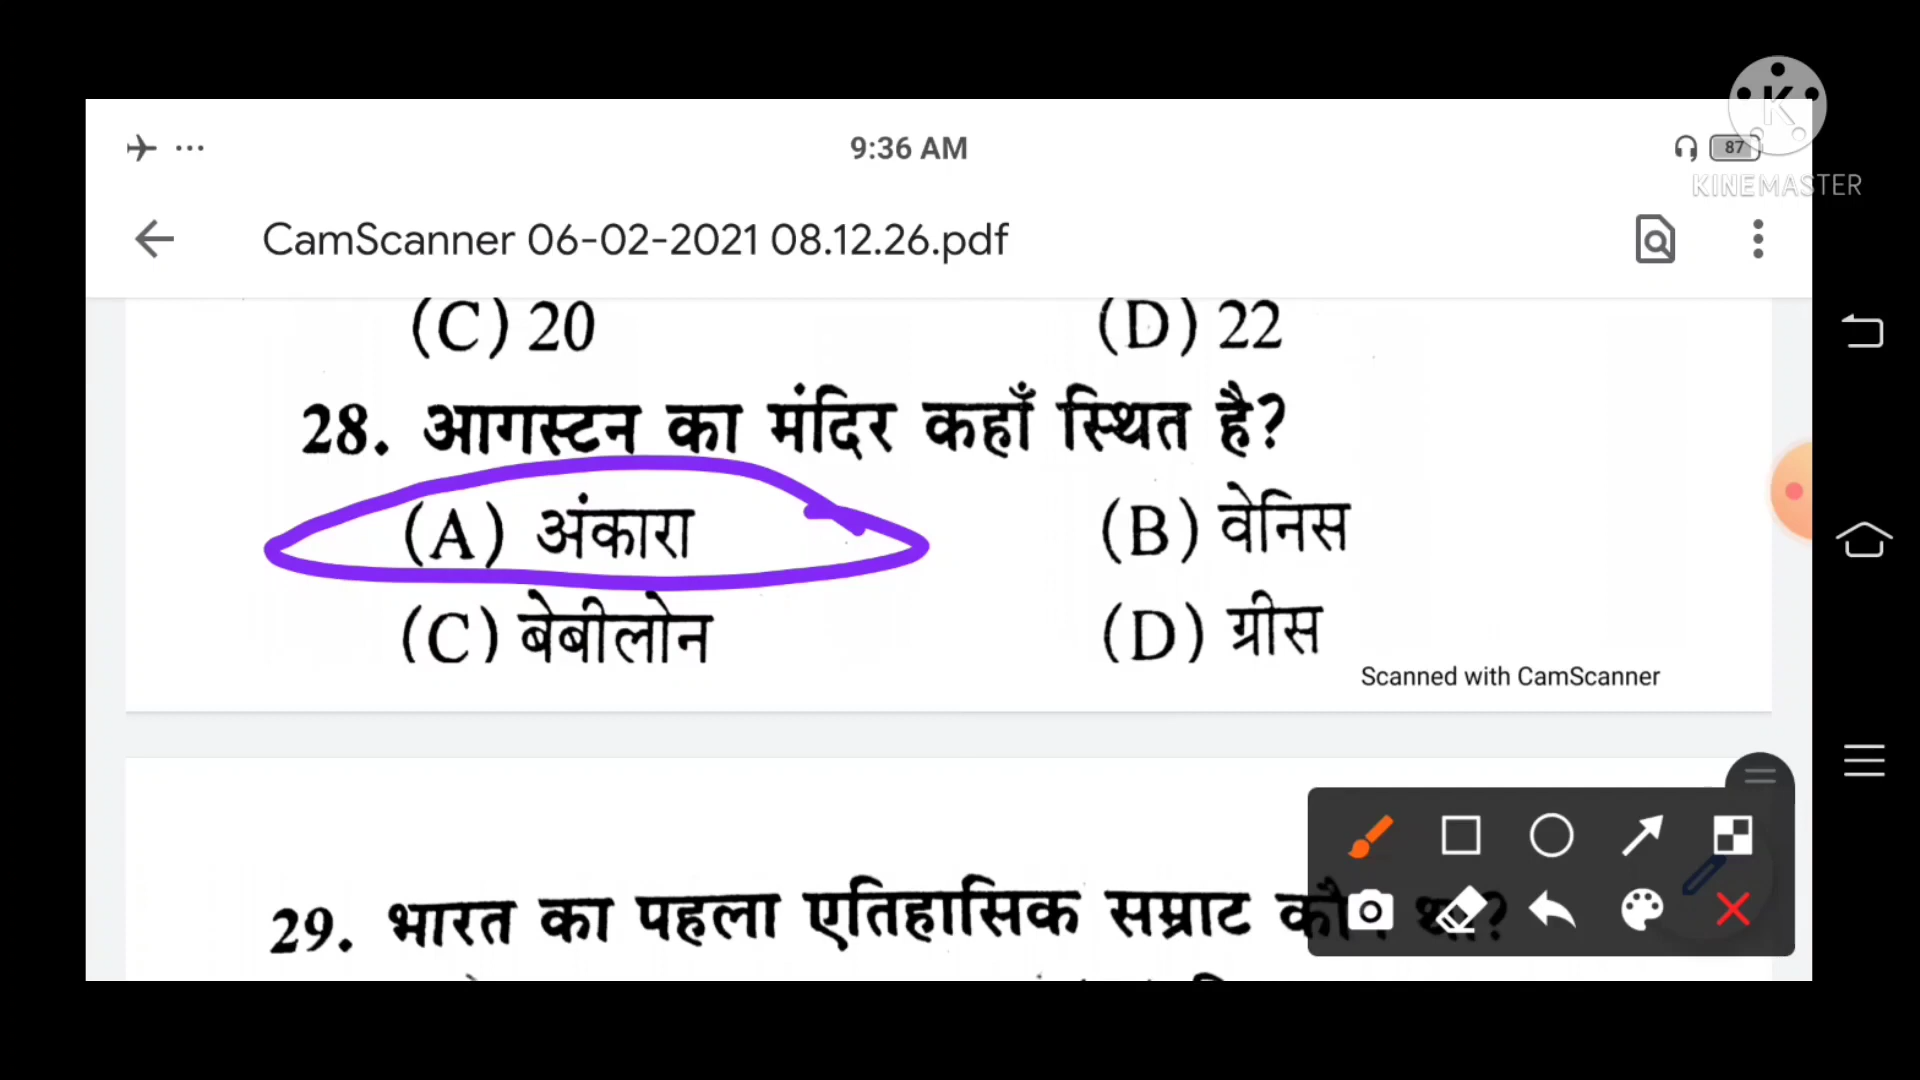 9:36 AM
87
KINEMASTER
CamScanner 06-02-2021 08.12.26.pdf
(C) 20 (D) 22
28. आगस्टन का मंदिर कहाँ स्थित है?
(A) अंकारा (B) वेनिस
(C) बेबीलोन (D) ग्रीस
Scanned with CamScanner
29. भारत का पहला एतिहासिक सम्राट कौन था?